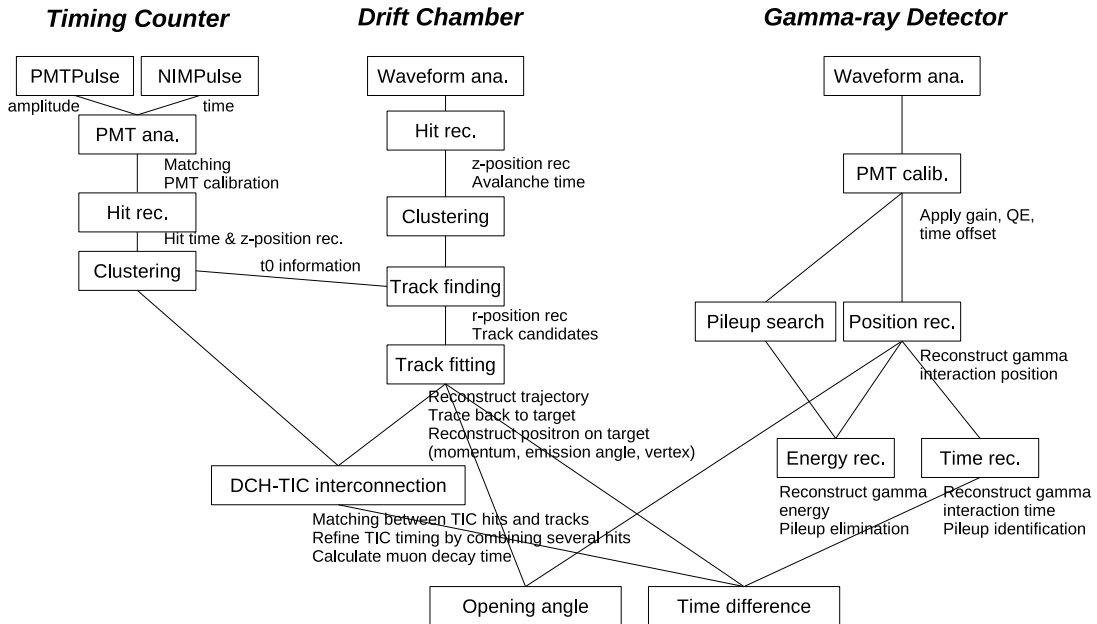 Timing Counter
Drift Chamber
Gamma-ray Detector
PMTPulse
NIMPulse
Waveform ana.
Waveform ana.
amplitude
time
PMT ana.
Hit rec.
Matching
PMT calibration
z-position rec
Avalanche time
PMT calib.
Hit rec.
Clustering
Apply gain, QE,
time offset
Hit time & z-position rec.
Clustering
t0 information
Track finding
r-position rec
Track candidates
Pileup search
Position rec.
Track fitting
Reconstruct gamma
interaction position
Reconstruct trajectory
Trace back to target
Reconstruct positron on target
(momentum, emission angle, vertex)
Energy rec.
Time rec.
DCH-TIC interconnection
Reconstruct gamma
energy
Pileup elimination
Reconstruct gamma
interaction time
Pileup identification
Matching between TIC hits and tracks
Refine TIC timing by combining several hits
Calculate muon decay time
Opening angle
Time difference